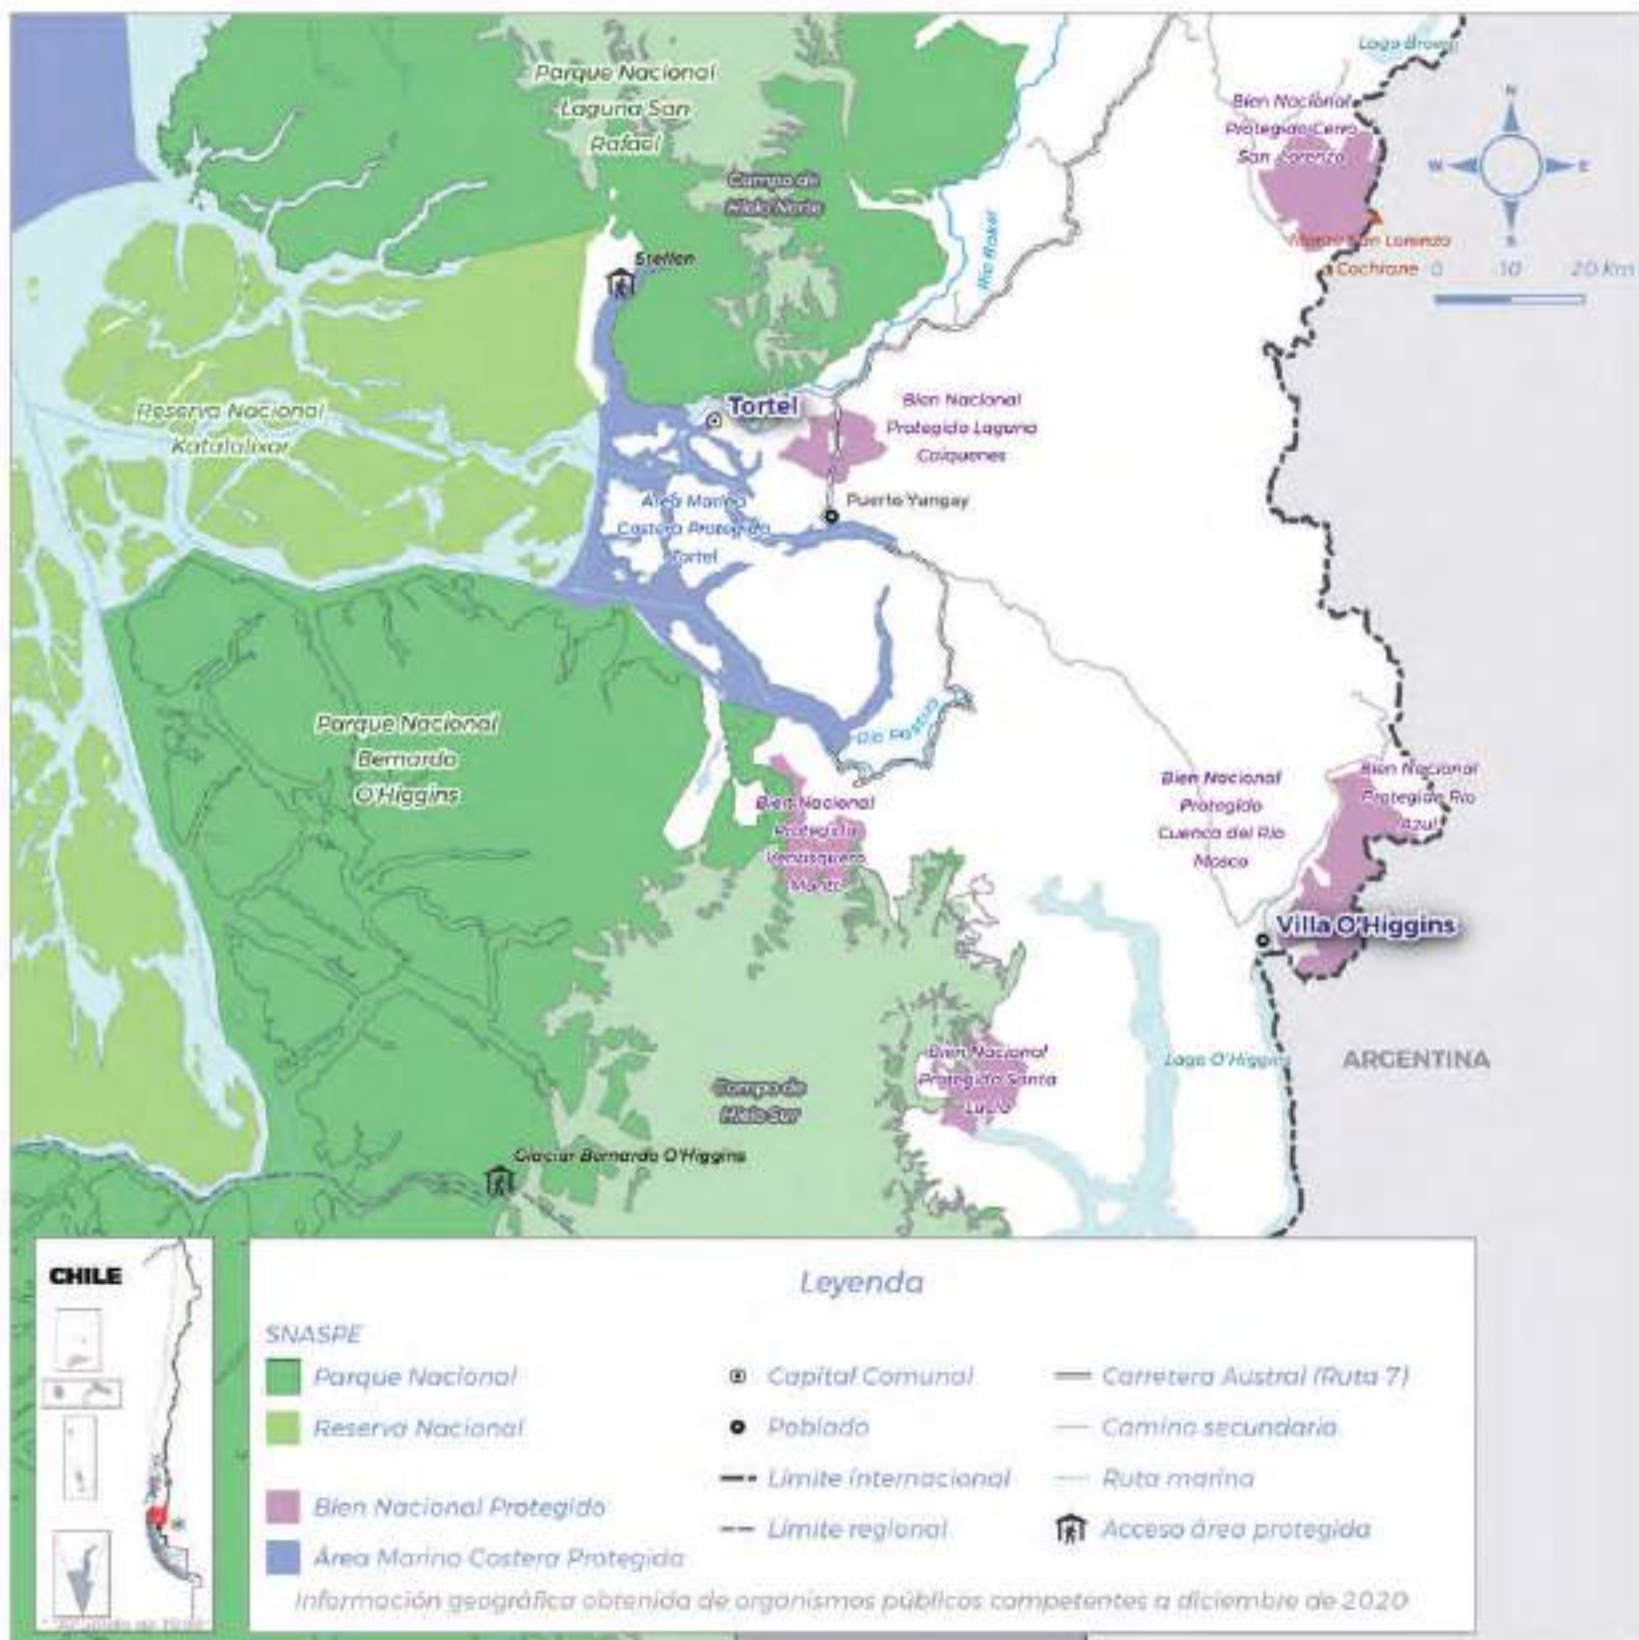 Lago Brown
Parque Nacional
Laguna San
Rafael
Bien Nacional
Protegido Cerro
San Lorenzo
N
W
E
S
Campo de
Hielo Norte
Río Baker
Monte San Lorenzo
Cochrane
0 10 20 km
Steffen
Reserva Nacional
Katalalixar
Tortel
Bien Nacional
Protegido Laguna
Caiquenes
Área Marina
Costera Protegida
Tortel
Puerto Yungay
Parque Nacional
Bernardo
O'Higgins
Río Pascua
Bien Nacional
Protegido
Ventisquero
Montt
Bien Nacional
Protegido
Cuenca del Río
Mosco
Bien Nacional
Protegido Río
Azul
Villa O'Higgins
Bien Nacional
Protegido Santa
Lucía
Lago O'Higgins
ARGENTINA
Campo de
Hielo Sur
Glaciar Bernardo O'Higgins
CHILE
Leyenda
SNASPE
Parque Nacional
Reserva Nacional
Bien Nacional Protegido
Área Marina Costera Protegida
Capital Comunal
Poblado
Límite internacional
Límite regional
Carretera Austral (Ruta 7)
Camino secundario
Ruta marina
Acceso área protegida
Información geográfica obtenida de organismos públicos competentes a diciembre de 2020